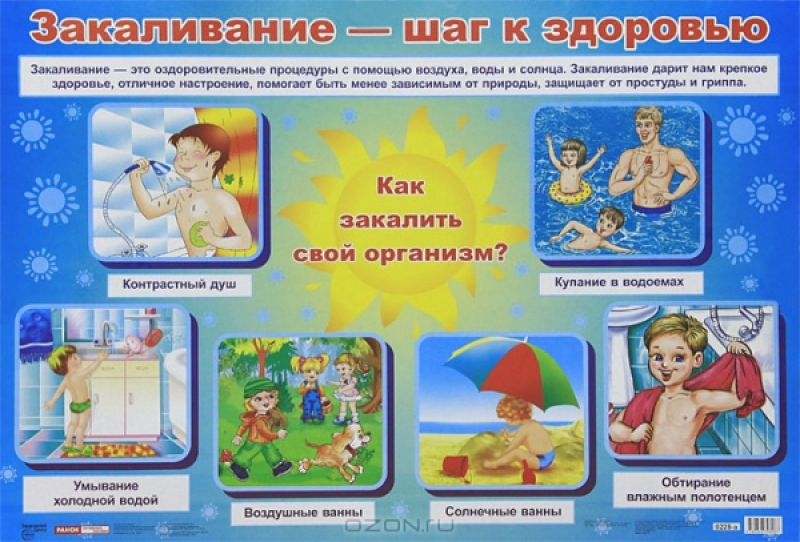 Закаливание — шаг к здоровью
Закаливание — это оздоровительные процедуры с помощью воздуха, воды и солнца. Закаливание дарит нам крепкое
здоровье, отличное настроение, помогает быть менее зависимым от природы, защищает от простуды и гриппа.
Как
закалить
свой организм?
Контрастный душ
Купание в водоемах
Умывание
холодной водой
Воздушные ванны
Солнечные ванны
Обтирание
влажным полотенцем
РАНОК
OZON.ru